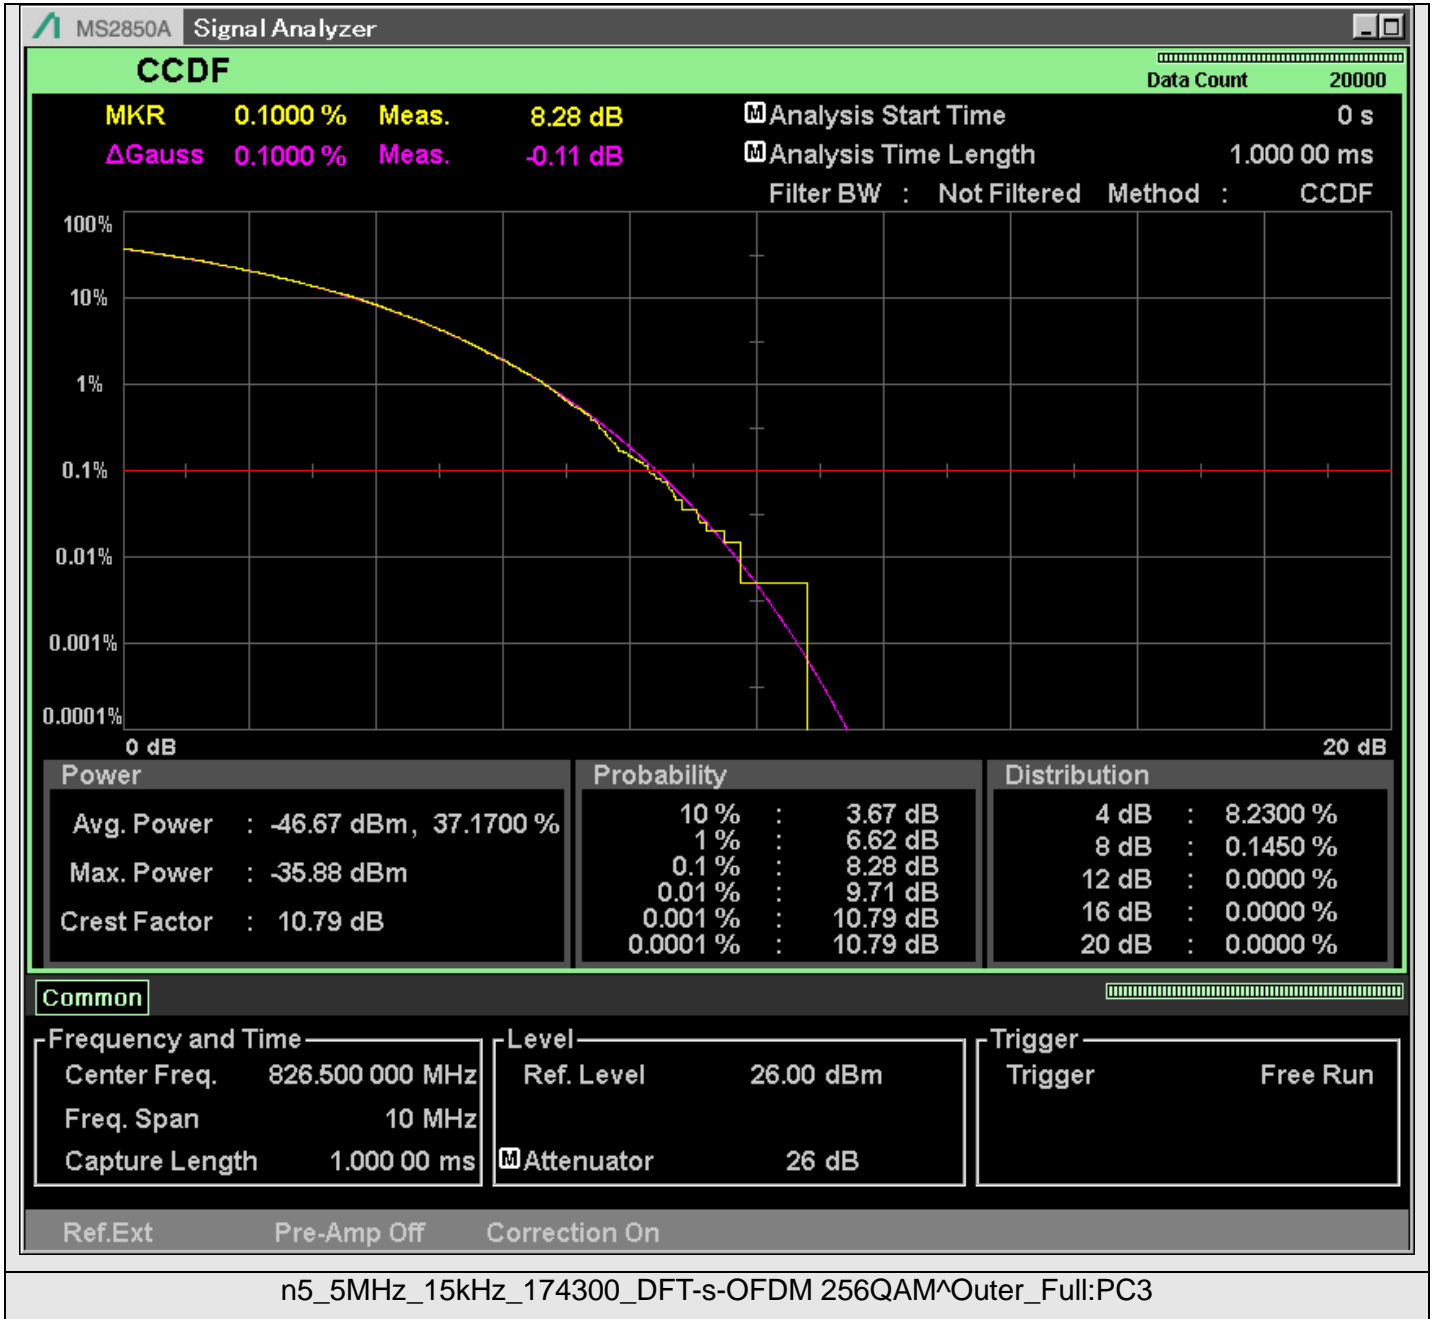 MS2850A Signal Analyzer
CCDF
Data Count 20000
MKR 0.1000 % Meas. 8.28 dB
M Analysis Start Time 0 s
ΔGauss 0.1000 % Meas. -0.11 dB
M Analysis Time Length 1.000 00 ms
Filter BW : Not Filtered Method : CCDF
100%
10%
1%
0.1%
0.01%
0.001%
0.0001%
0 dB 20 dB
Power
Avg. Power : -46.67 dBm, 37.1700 %
Max. Power : -35.88 dBm
Crest Factor : 10.79 dB
Probability
10 % : 3.67 dB
1 % : 6.62 dB
0.1 % : 8.28 dB
0.01 % : 9.71 dB
0.001 % : 10.79 dB
0.0001 % : 10.79 dB
Distribution
4 dB : 8.2300 %
8 dB : 0.1450 %
12 dB : 0.0000 %
16 dB : 0.0000 %
20 dB : 0.0000 %
Common
Frequency and Time
Center Freq. 826.500 000 MHz
Freq. Span 10 MHz
Capture Length 1.000 00 ms
Level
Ref. Level 26.00 dBm
M Attenuator 26 dB
Trigger
Trigger Free Run
Ref.Ext Pre-Amp Off Correction On
n5_5MHz_15kHz_174300_DFT-s-OFDM 256QAM^Outer_Full:PC3